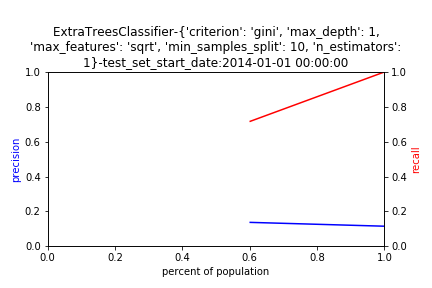 ExtraTreesClassifier-{'criterion': 'gini', 'max_depth': 1,
'max_features': 'sqrt', 'min_samples_split': 10, 'n_estimators':
1}-test_set_start_date:2014-01-01 00:00:00
1.0
0.8
0.6
0.4
0.2
0.0
precision
1.0
0.8
0.6
0.4
0.2
0.0
recall
0.0 0.2 0.4 0.6 0.8 1.0
percent of population